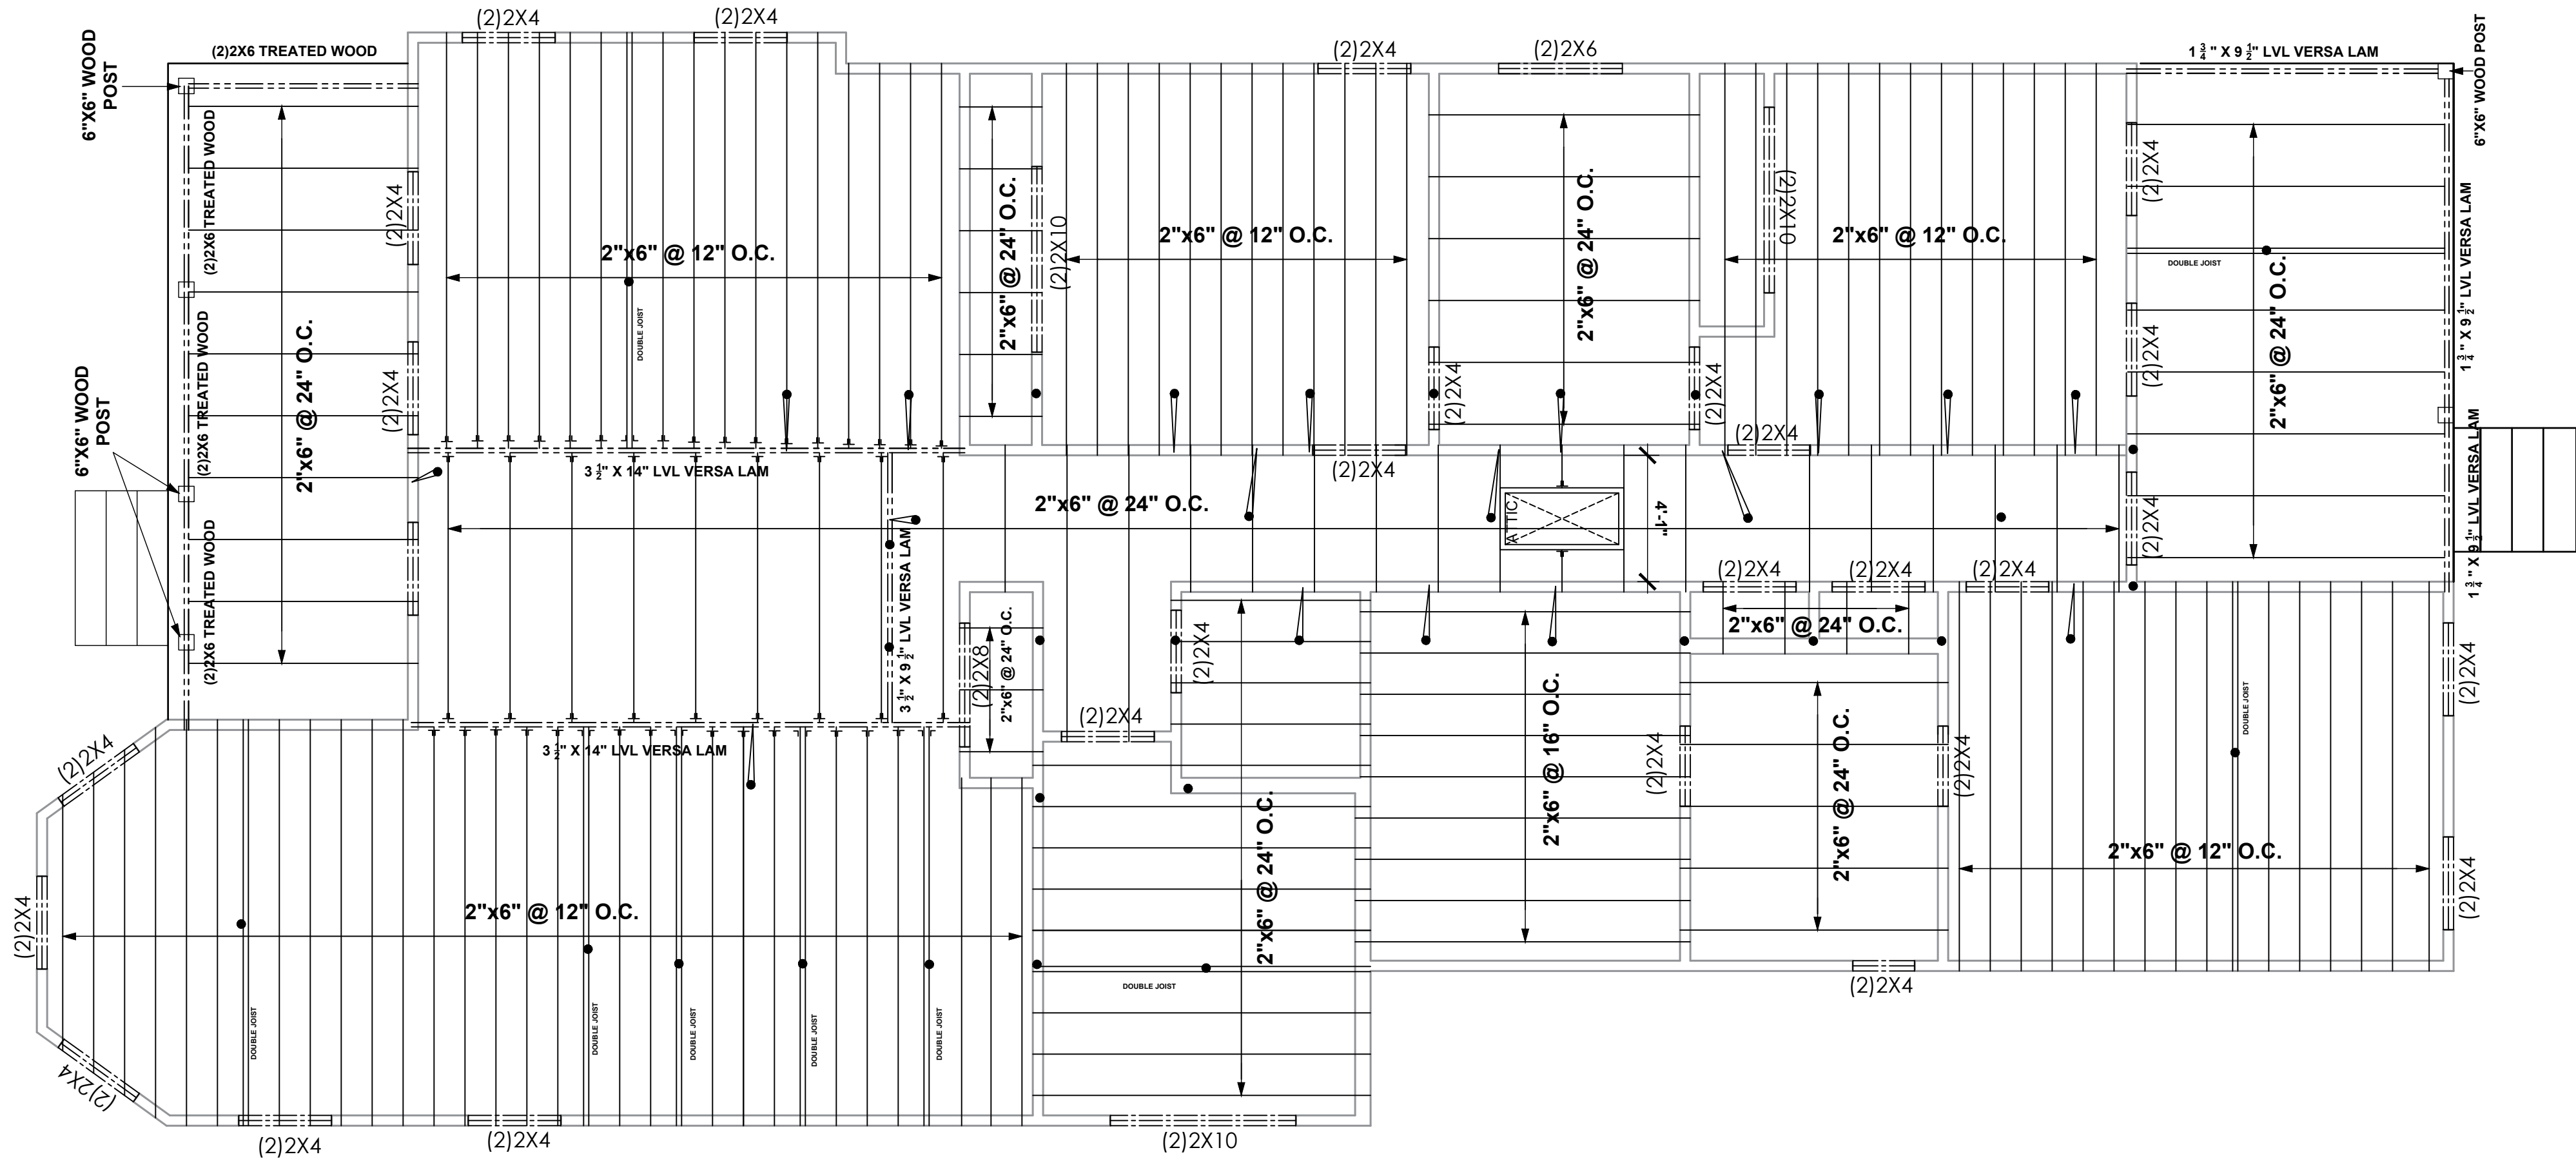 (2)2X4
(2)2X4
(2)2X4
(2)2X6
1 3/4" X 9 1/2" LVL VERSA LAM
6"X6" WOOD POST
6"X6" WOOD
POST
(2)2X6 TREATED WOOD
(2)2X6 TREATED WOOD
(2)2X4
2"x6" @ 12" O.C.
DOUBLE JOIST
2"x6" @ 24" O.C.
(2)2X10
2"x6" @ 12" O.C.
2"x6" @ 24" O.C.
(2)2X10
2"x6" @ 12" O.C.
(2)2X4
DOUBLE JOIST
2"x6" @ 24" O.C.
1 3/4" X 9 1/2" LVL VERSA LAM
6"X6" WOOD
POST
(2)2X6 TREATED WOOD
2"x6" @ 24" O.C.
(2)2X4
(2)2X4
(2)2X4
(2)2X4
(2)2X4
3 1/2" X 14" LVL VERSA LAM
(2)2X4
2"x6" @ 24" O.C.
ATTIC
4'-1"
(2)2X4
1 3/4" X 9 1/2" LVL VERSA LAM
(2)2X6 TREATED WOOD
3 1/2" X 9 1/2" LVL VERSA LAM
(2)2X8
2"x6" @ 24" O.C.
(2)2X4
(2)2X4
(2)2X4
(2)2X4
2"x6" @ 24" O.C.
(2)2X4
DOUBLE JOIST
(2)2X4
(2)2X4
3 1/2" X 14" LVL VERSA LAM
2"x6" @ 16" O.C.
(2)2X4
2"x6" @ 24" O.C.
(2)2X4
2"x6" @ 12" O.C.
(2)2X4
(2)2X4
2"x6" @ 12" O.C.
2"x6" @ 24" O.C.
DOUBLE JOIST
(2)2X4
DOUBLE JOIST
DOUBLE JOIST
DOUBLE JOIST
DOUBLE JOIST
DOUBLE JOIST
(2)2X4
(2)2X4
(2)2X4
(2)2X10